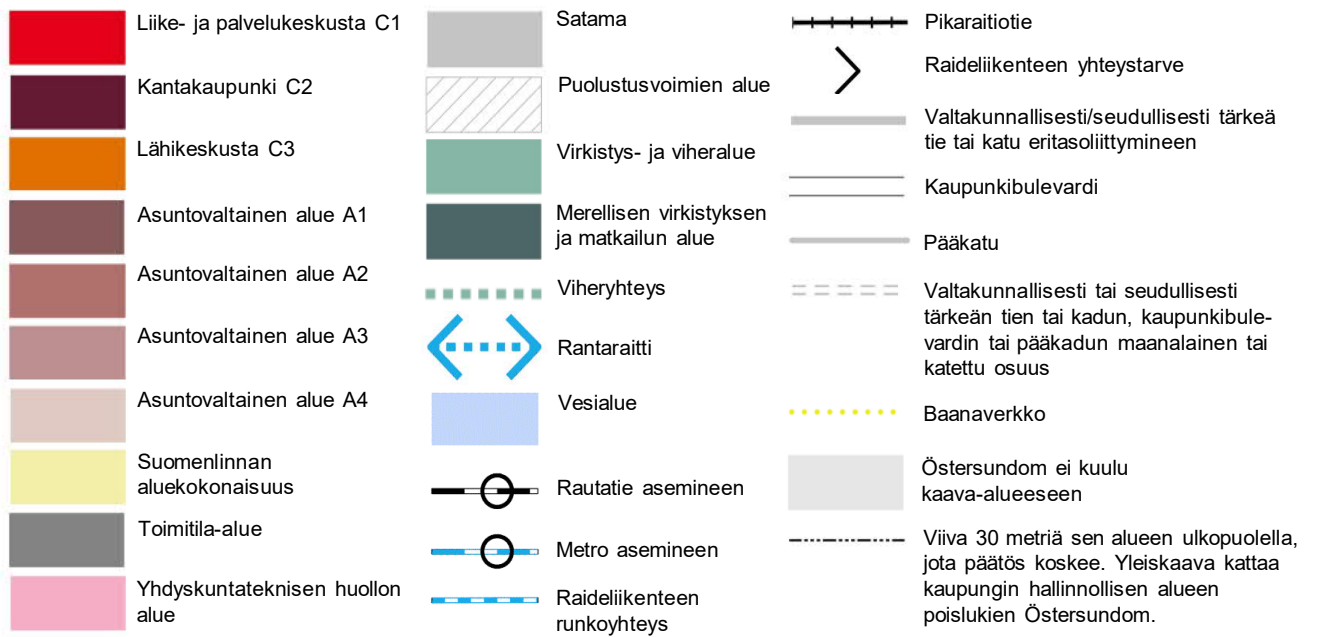 Liike- ja palvelukeskusta C1
Kantakaupunki C2
Lähikeskusta C3
Asuntovaltainen alue A1
Asuntovaltainen alue A2
Asuntovaltainen alue A3
Asuntovaltainen alue A4
Suomenlinnan
aluekokonaisuus
Toimitila-alue
Yhdyskuntateknisen huollon
alue
Satama
Puolustusvoimien alue
Virkistys- ja viheralue
Merellisen virkistyksen
ja matkailun alue
Viheryhteys
Rantaraitti
Vesialue
Rautatie asemineen
Metro asemineen
Raideliikenteen
runkoyhteys
Pikaraitiotie
Raideliikenteen yhteystarve
Valtakunnallisesti/seudullisesti tärkeä
tie tai katu eritasoliittymineen
Kaupunkibulevardi
Pääkatu
Valtakunnallisesti tai seudullisesti
tärkeän tien tai kadun, kaupunkibule-
vardin tai pääkadun maanalainen tai
katettu osuus
Baanaverkko
Östersundom ei kuulu
kaava-alueeseen
Viiva 30 metriä sen alueen ulkopuolella,
jota päätös koskee. Yleiskaava kattaa
kaupungin hallinnollisen alueen
poislukien Östersundom.